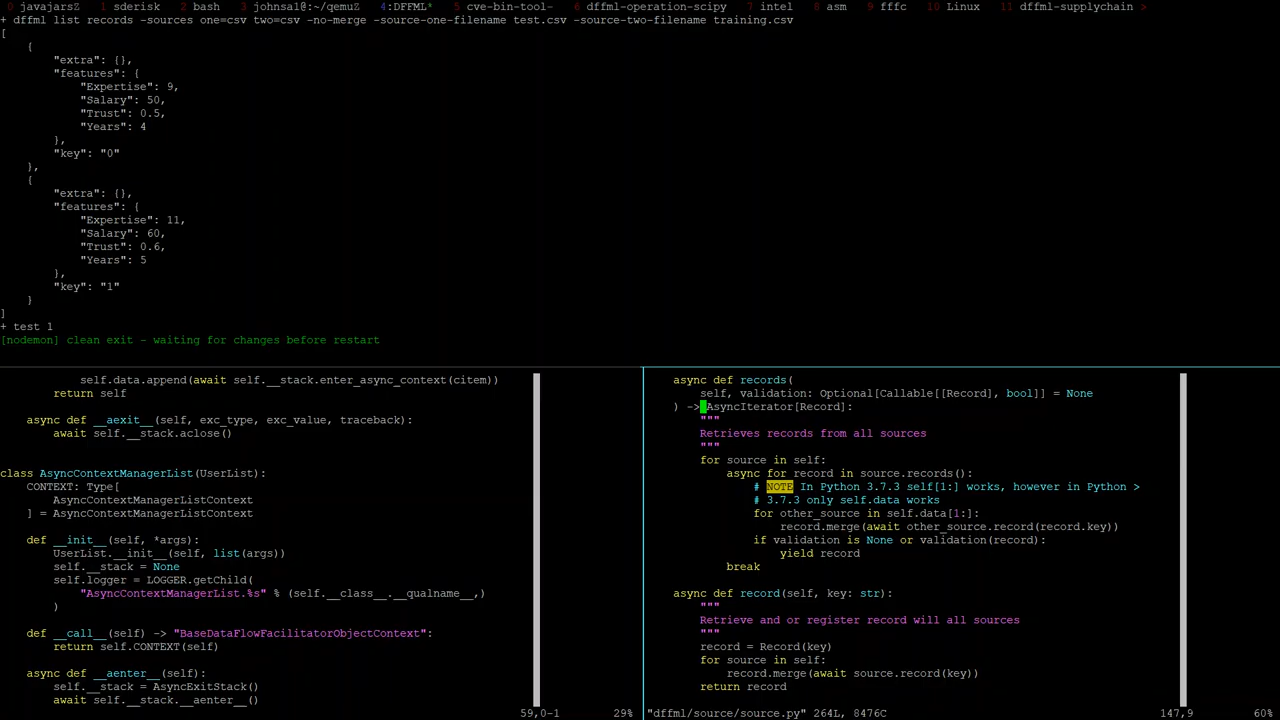 0 javajarsZ 1 sderisk 2 bash 3 johnsa1@:~/qemuZ 4:DFFML* 5 cve-bin-tool- 6 dffml-operation-scipy 7 intel 8 asm 9 fffc 10 Linux 11 dffml-supplychain >
+ dffml list records -sources one=csv two=csv -no-merge -source-one-filename test.csv -source-two-filename training.csv
[
    {
        "extra": {},
        "features": {
            "Expertise": 9,
            "Salary": 50,
            "Trust": 0.5,
            "Years": 4
        },
        "key": "0"
    },
    {
        "extra": {},
        "features": {
            "Expertise": 11,
            "Salary": 60,
            "Trust": 0.6,
            "Years": 5
        },
        "key": "1"
    }
]
+ test 1
[nodemon] clean exit - waiting for changes before restart
            self.data.append(await self.__stack.enter_async_context(citem))
        return self
    async def __aexit__(self, exc_type, exc_value, traceback):
        await self.__stack.aclose()
class AsyncContextManagerList(UserList):
    CONTEXT: Type[
        AsyncContextManagerListContext
    ] = AsyncContextManagerListContext
    def __init__(self, *args):
        UserList.__init__(self, list(args))
        self.__stack = None
        self.logger = LOGGER.getChild(
            "AsyncContextManagerList.%s" % (self.__class__.__qualname__,)
        )
    def __call__(self) -> "BaseDataFlowFacilitatorObjectContext":
        return self.CONTEXT(self)
    async def __aenter__(self):
        self.__stack = AsyncExitStack()
        await self.__stack.__aenter__()
59,0-1 29%
    async def records(
        self, validation: Optional[Callable[[Record], bool]] = None
    ) -> AsyncIterator[Record]:
        """
        Retrieves records from all sources
        """
        for source in self:
            async for record in source.records():
                # NOTE In Python 3.7.3 self[1:] works, however in Python >
                # 3.7.3 only self.data works
                for other_source in self.data[1:]:
                    record.merge(await other_source.record(record.key))
                if validation is None or validation(record):
                    yield record
            break
    async def record(self, key: str):
        """
        Retrieve and or register record will all sources
        """
        record = Record(key)
        for source in self:
            record.merge(await source.record(key))
        return record
"dffml/source/source.py" 264L, 8476C 147,9 60%